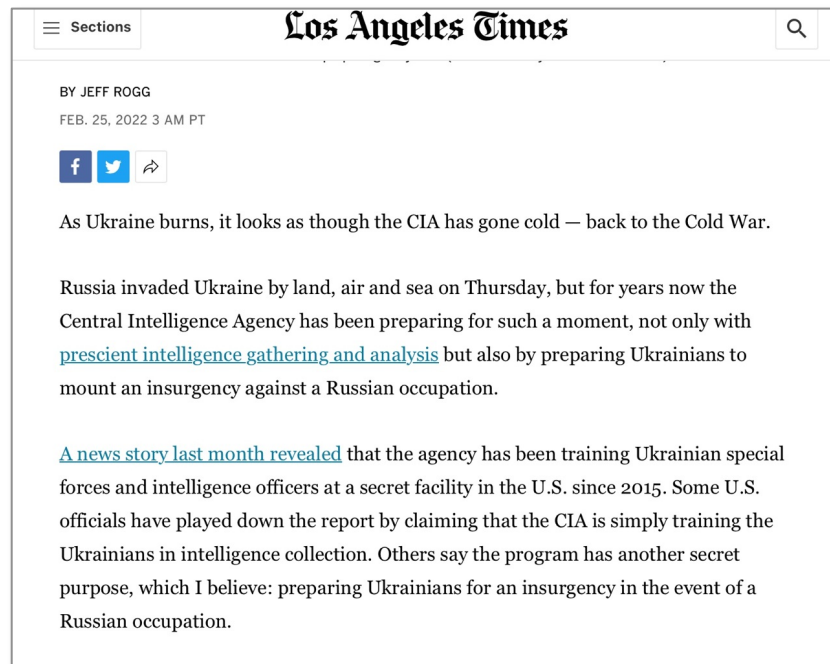 Sections
Los Angeles Times
BY JEFF ROGG
FEB. 25, 2022 3 AM PT
As Ukraine burns, it looks as though the CIA has gone cold — back to the Cold War.
Russia invaded Ukraine by land, air and sea on Thursday, but for years now the
Central Intelligence Agency has been preparing for such a moment, not only with
prescient intelligence gathering and analysis but also by preparing Ukrainians to
mount an insurgency against a Russian occupation.
A news story last month revealed that the agency has been training Ukrainian special
forces and intelligence officers at a secret facility in the U.S. since 2015. Some U.S.
officials have played down the report by claiming that the CIA is simply training the
Ukrainians in intelligence collection. Others say the program has another secret
purpose, which I believe: preparing Ukrainians for an insurgency in the event of a
Russian occupation.